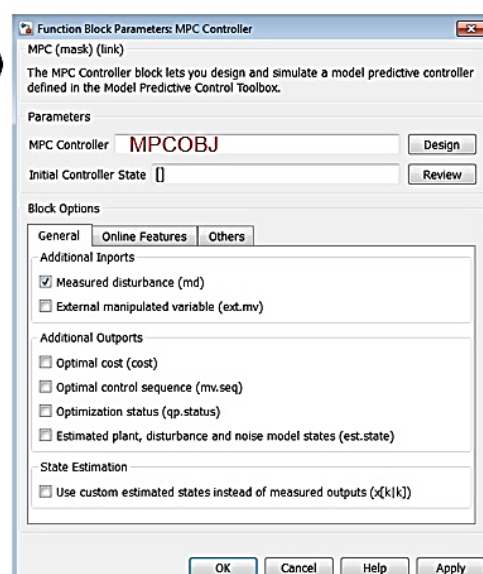 Function Block Parameters: MPC Controller
MPC (mask) (link)
The MPC Controller block lets you design and simulate a model predictive controller
defined in the Model Predictive Control Toolbox.
Parameters
MPC Controller MPCOBJ Design
Initial Controller State [] Review
Block Options
General Online Features Others
Additional Inports
Measured disturbance (md)
External manipulated variable (ext.mv)
Additional Outports
Optimal cost (cost)
Optimal control sequence (mv.seq)
Optimization status (qp.status)
Estimated plant, disturbance and noise model states (est.state)
State Estimation
Use custom estimated states instead of measured outputs (x[k|k])
OK Cancel Help Apply